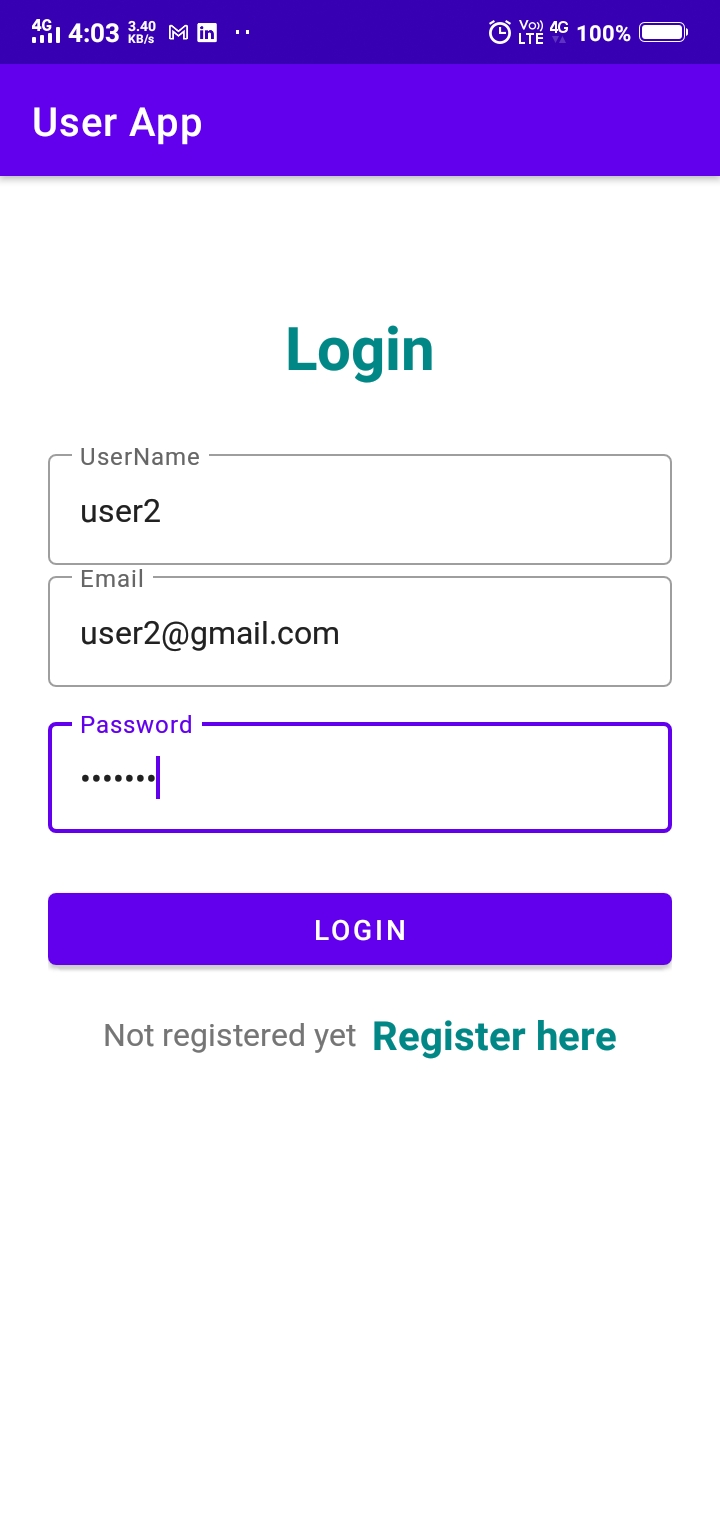 4G 4:03 3.40 KB/s in Vo)) LTE 4G 100%
User App
Login
UserName
user2
Email
user2@gmail.com
Password
•••••••
LOGIN
Not registered yet Register here